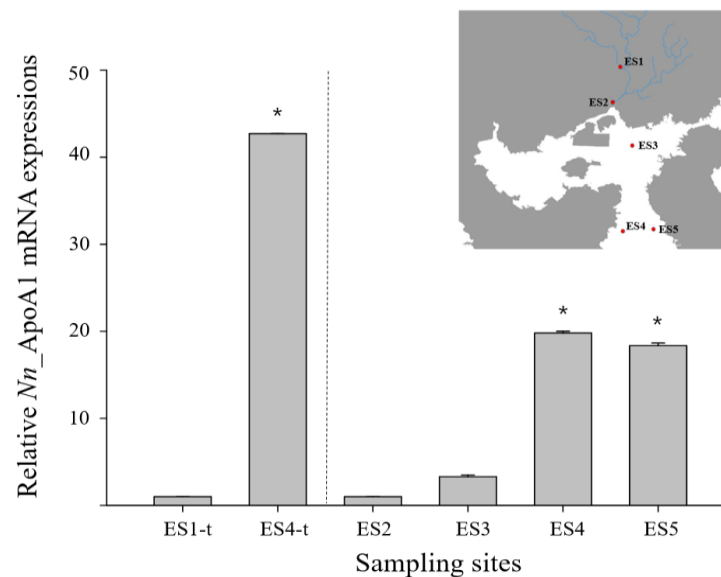 Relative Nn_ApoA1 mRNA expressions
50
40
30
20
10
*
*
*
ES1-t
ES4-t
ES2
ES3
ES4
ES5
Sampling sites
ES1
ES2
ES3
ES4
ES5